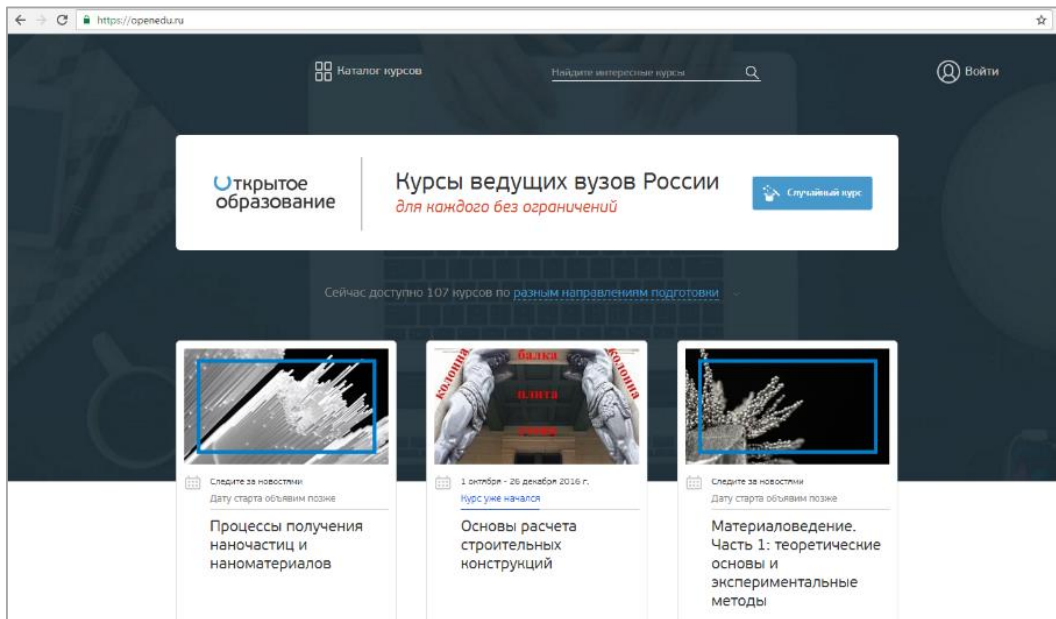 https://openedu.ru
Каталог курсов
Найдите интересные курсы
Войти
Открытое
образование
Курсы ведущих вузов России
для каждого без ограничений
Случайный курс
Сейчас доступно 107 курсов по разным направлениям подготовки
колонна
балка
колонна
плита
Следите за новостями
Дату старта объявим позже
Процессы получения
наночастиц и
наноматериалов
1 октября - 26 декабря 2016 г.
Курс уже начался
Основы расчета
строительных
конструкций
Следите за новостями
Дату старта объявим позже
Материаловедение.
Часть 1: теоретические
основы и
экспериментальные
методы